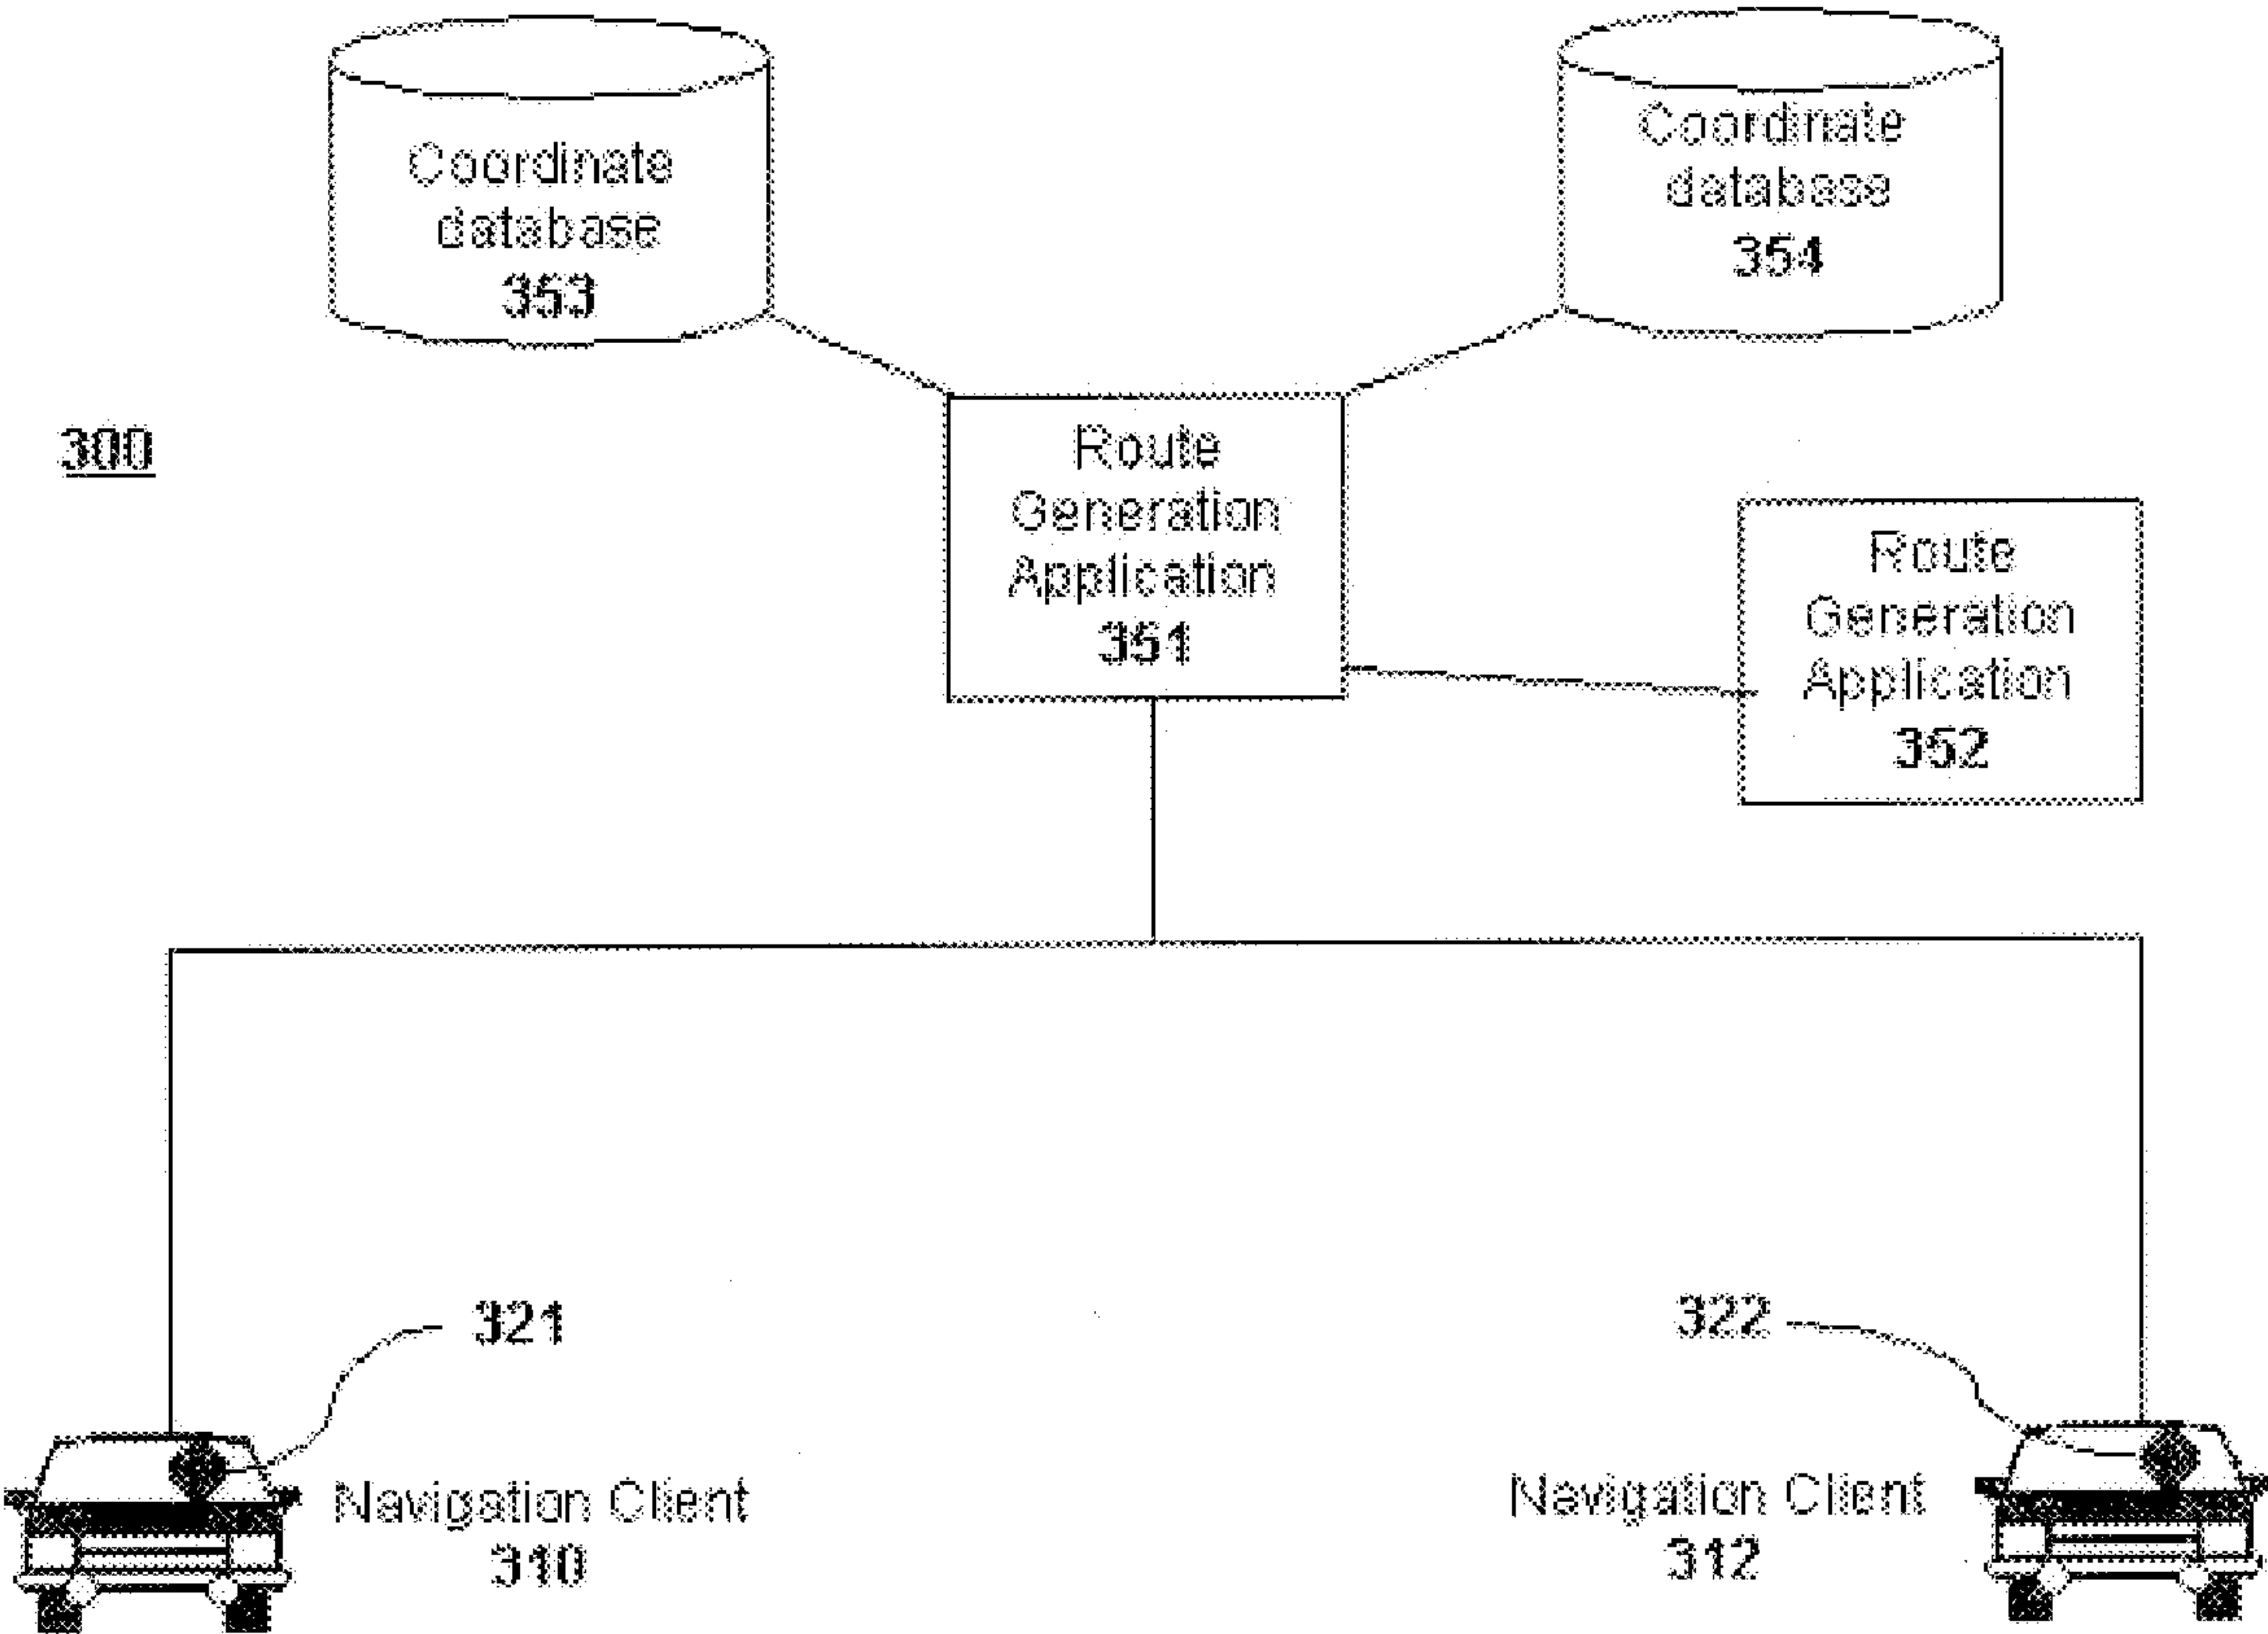 Coordinate
database
353
Coordinate
database
354
300
Route
Generation
Application
351
Route
Generation
Application
352
321
322
Navigation Client
310
Navigation Client
312